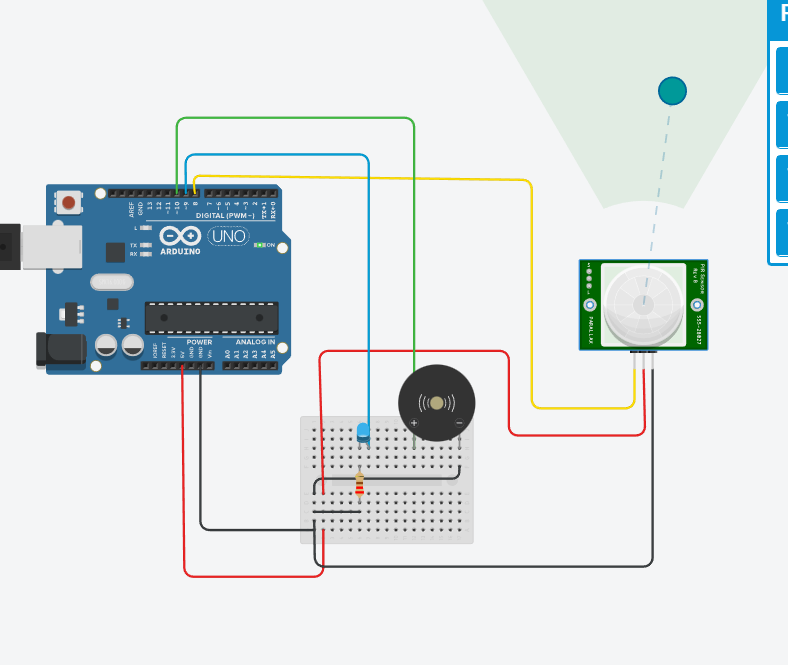 P
AREF
GND
13
12
~11
~10
~9
8
7
~6
~5
4
~3
2
TX→1
RX←0
DIGITAL (PWM~)
L
TX
RX
ARDUINO
UNO
ON
POWER
ANALOG IN
IOREF
RESET
3.3V
5V
GND
GND
Vin
A0
A1
A2
A3
A4
A5
+
−
PIR Sensor
Rev B
PARALLAX
555-28027